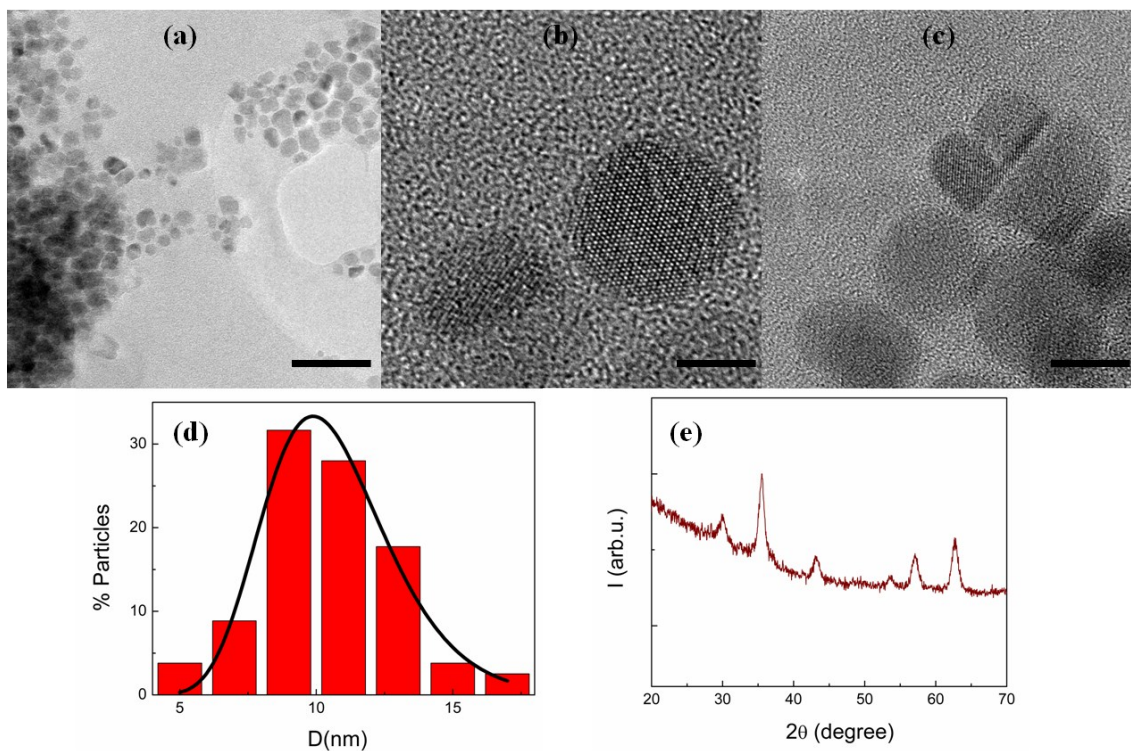 (a)
(b)
(c)
(d)
30
20
10
0
% Particles
5
10
15
D(nm)
(e)
I (arb.u.)
20
30
40
50
60
70
2θ (degree)